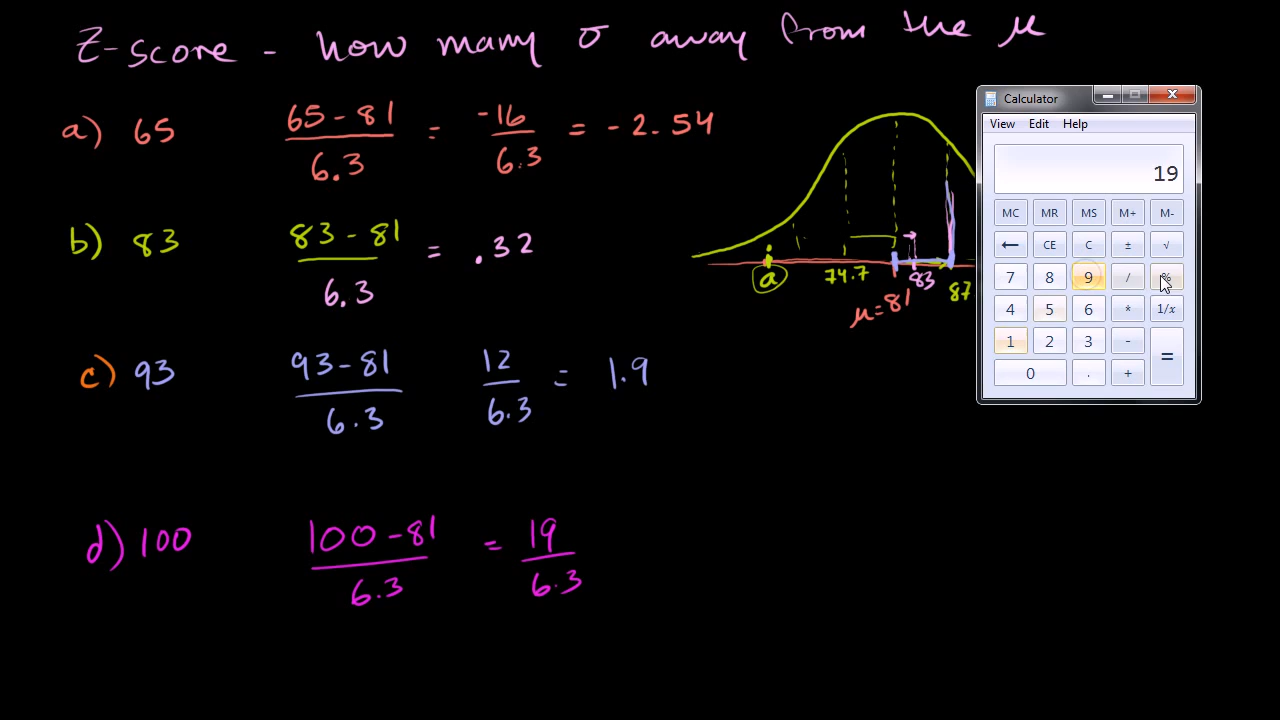 Z-score - how many σ away from the μ
a) 65 65 - 81 / 6.3 = -16 / 6.3 = -2.54
b) 83 83 - 81 / 6.3 = .32
c) 93 93 - 81 / 6.3 12 / 6.3 = 1.9
d) 100 100 - 81 / 6.3 = 19 / 6.3
a 74.7 83 87
μ = 81
Calculator
View Edit Help
19
MC MR MS M+ M-
← CE C ± √
7 8 9 / %
4 5 6 * 1/x
1 2 3 - =
0 . +